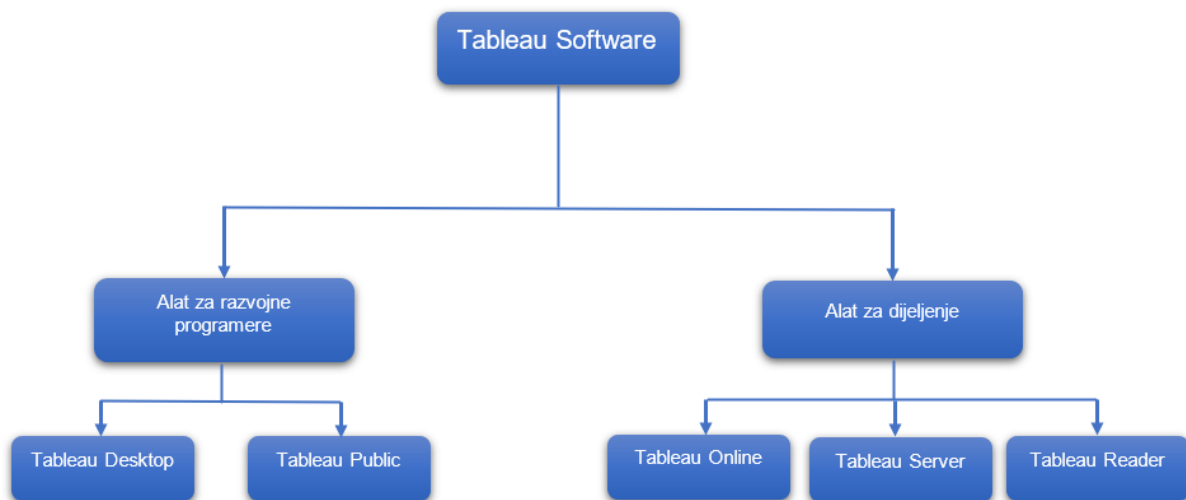 Tableau Software
Alat za razvojne
programere
Alat za dijeljenje
Tableau Desktop
Tableau Public
Tableau Online
Tableau Server
Tableau Reader